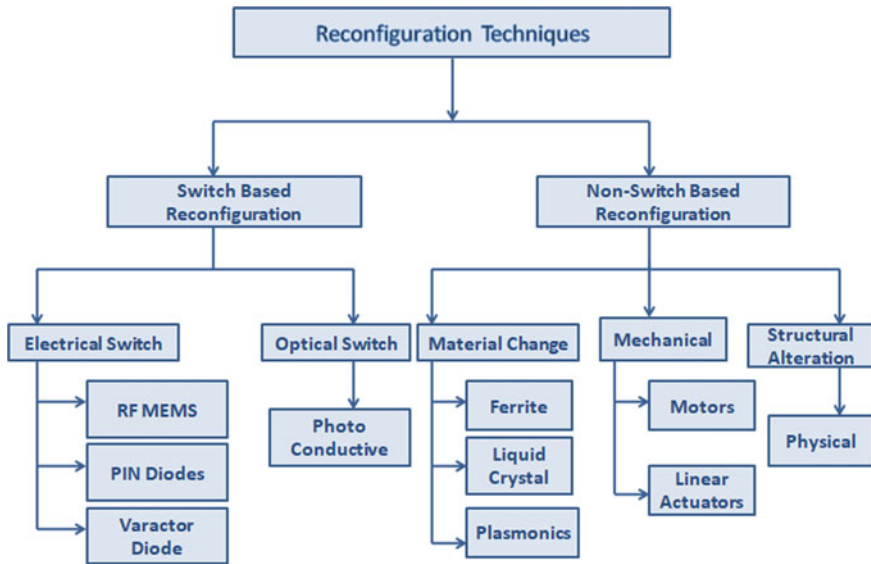 Reconfiguration Techniques
Switch Based
Reconfiguration
Non-Switch Based
Reconfiguration
Electrical Switch
Optical Switch
Material Change
Mechanical
Structural
Alteration
RF MEMS
Photo
Conductive
Ferrite
Motors
Physical
PIN Diodes
Liquid
Crystal
Linear
Actuators
Varactor
Diode
Plasmonics